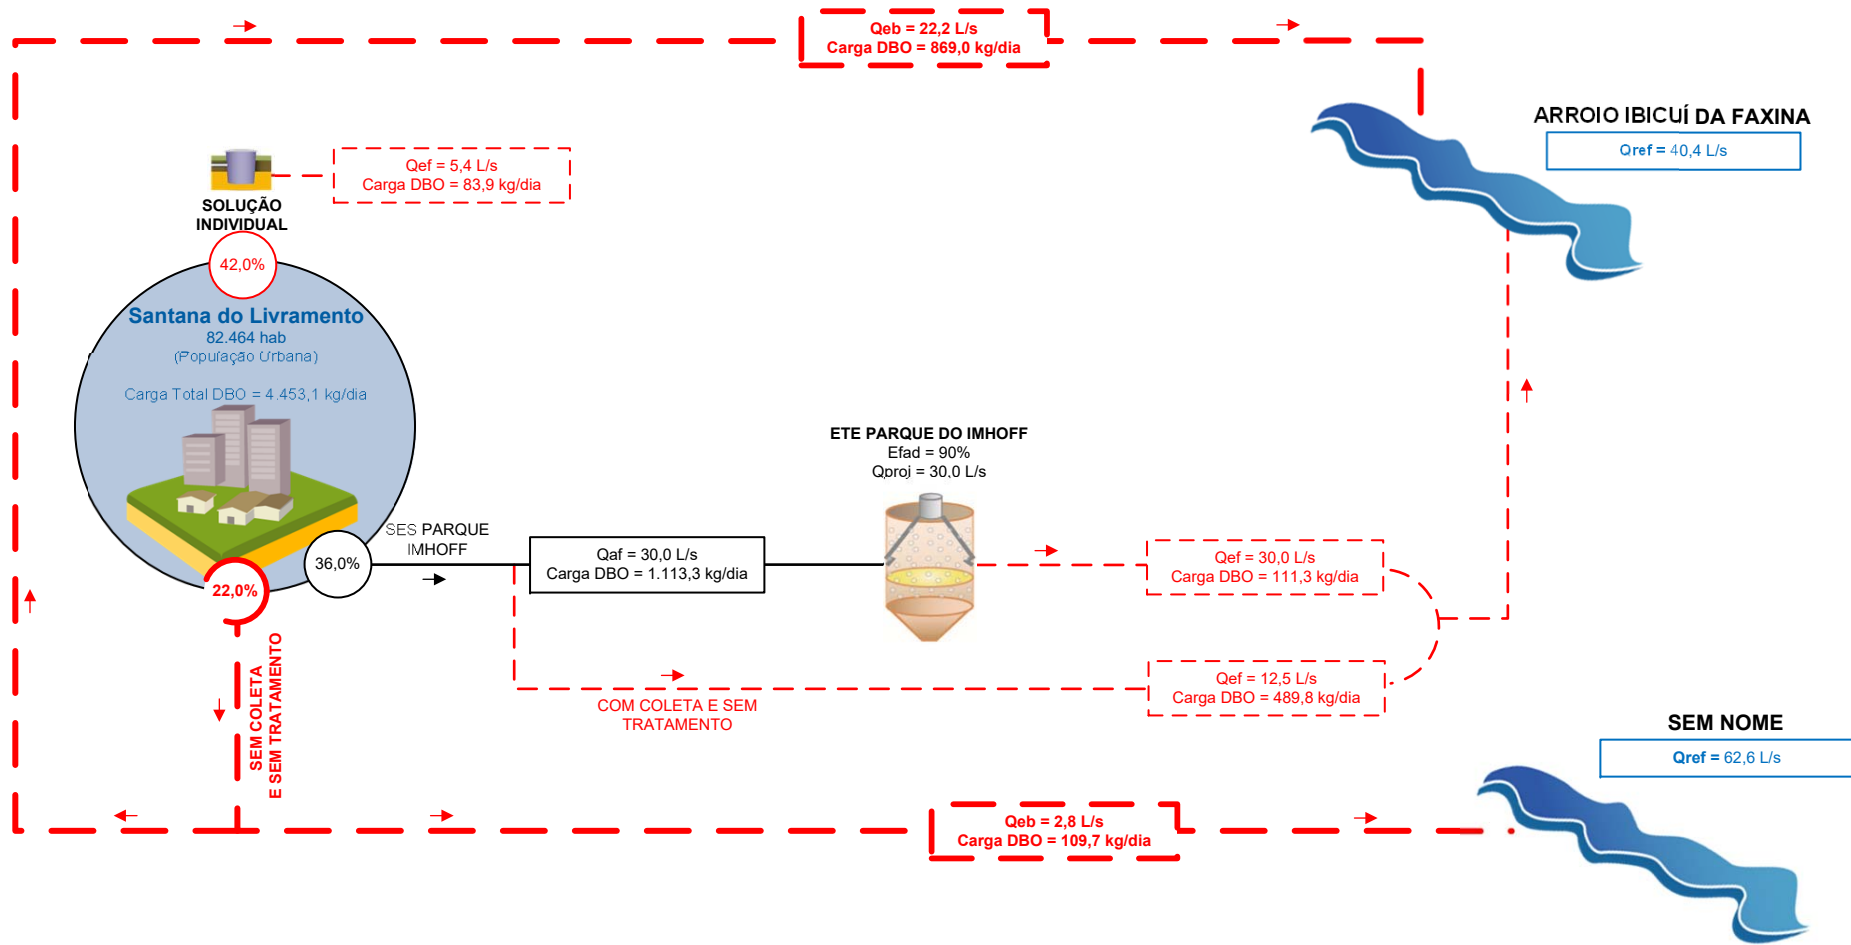 Qeb = 22,2 L/s
Carga DBO = 869,0 kg/dia
ARROIO IBICUÍ DA FAXINA
Qref = 40,4 L/s
Qef = 5,4 L/s
Carga DBO = 83,9 kg/dia
SOLUÇÃO
INDIVIDUAL
42,0%
Santana do Livramento
82.464 hab
(População Urbana)
Carga Total DBO = 4.453,1 kg/dia
ETE PARQUE DO IMHOFF
Efad = 90%
Qproj = 30,0 L/s
SES PARQUE
IMHOFF
36,0%
22,0%
Qaf = 30,0 L/s
Carga DBO = 1.113,3 kg/dia
Qef = 30,0 L/s
Carga DBO = 111,3 kg/dia
SEM COLETA
E SEM TRATAMENTO
COM COLETA E SEM
TRATAMENTO
Qef = 12,5 L/s
Carga DBO = 489,8 kg/dia
SEM NOME
Qref = 62,6 L/s
Qeb = 2,8 L/s
Carga DBO = 109,7 kg/dia